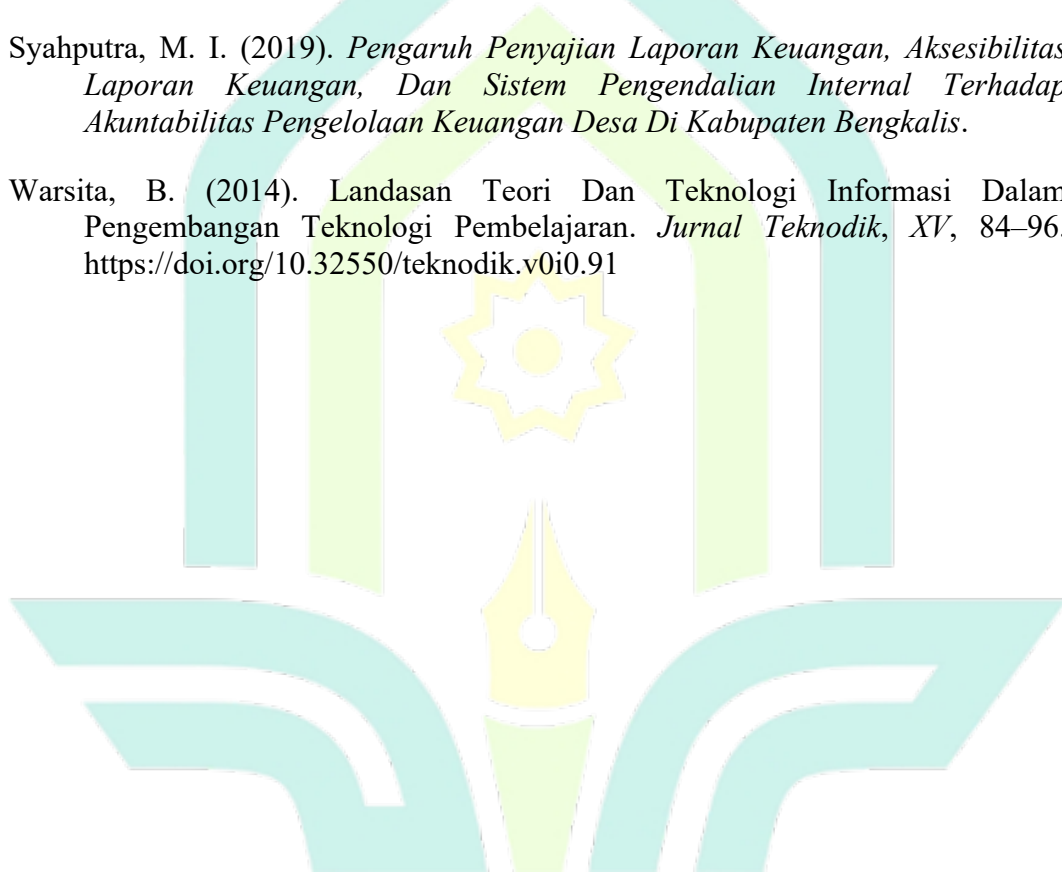 Syahputra, M. I. (2019). Pengaruh Penyajian Laporan Keuangan, Aksesibilitas
Laporan Keuangan, Dan Sistem Pengendalian Internal Terhadap
Akuntabilitas Pengelolaan Keuangan Desa Di Kabupaten Bengkalis.
Warsita, B. (2014). Landasan Teori Dan Teknologi Informasi Dalam
Pengembangan Teknologi Pembelajaran. Jurnal Teknodik, XV, 84–96.
https://doi.org/10.32550/teknodik.v0i0.91